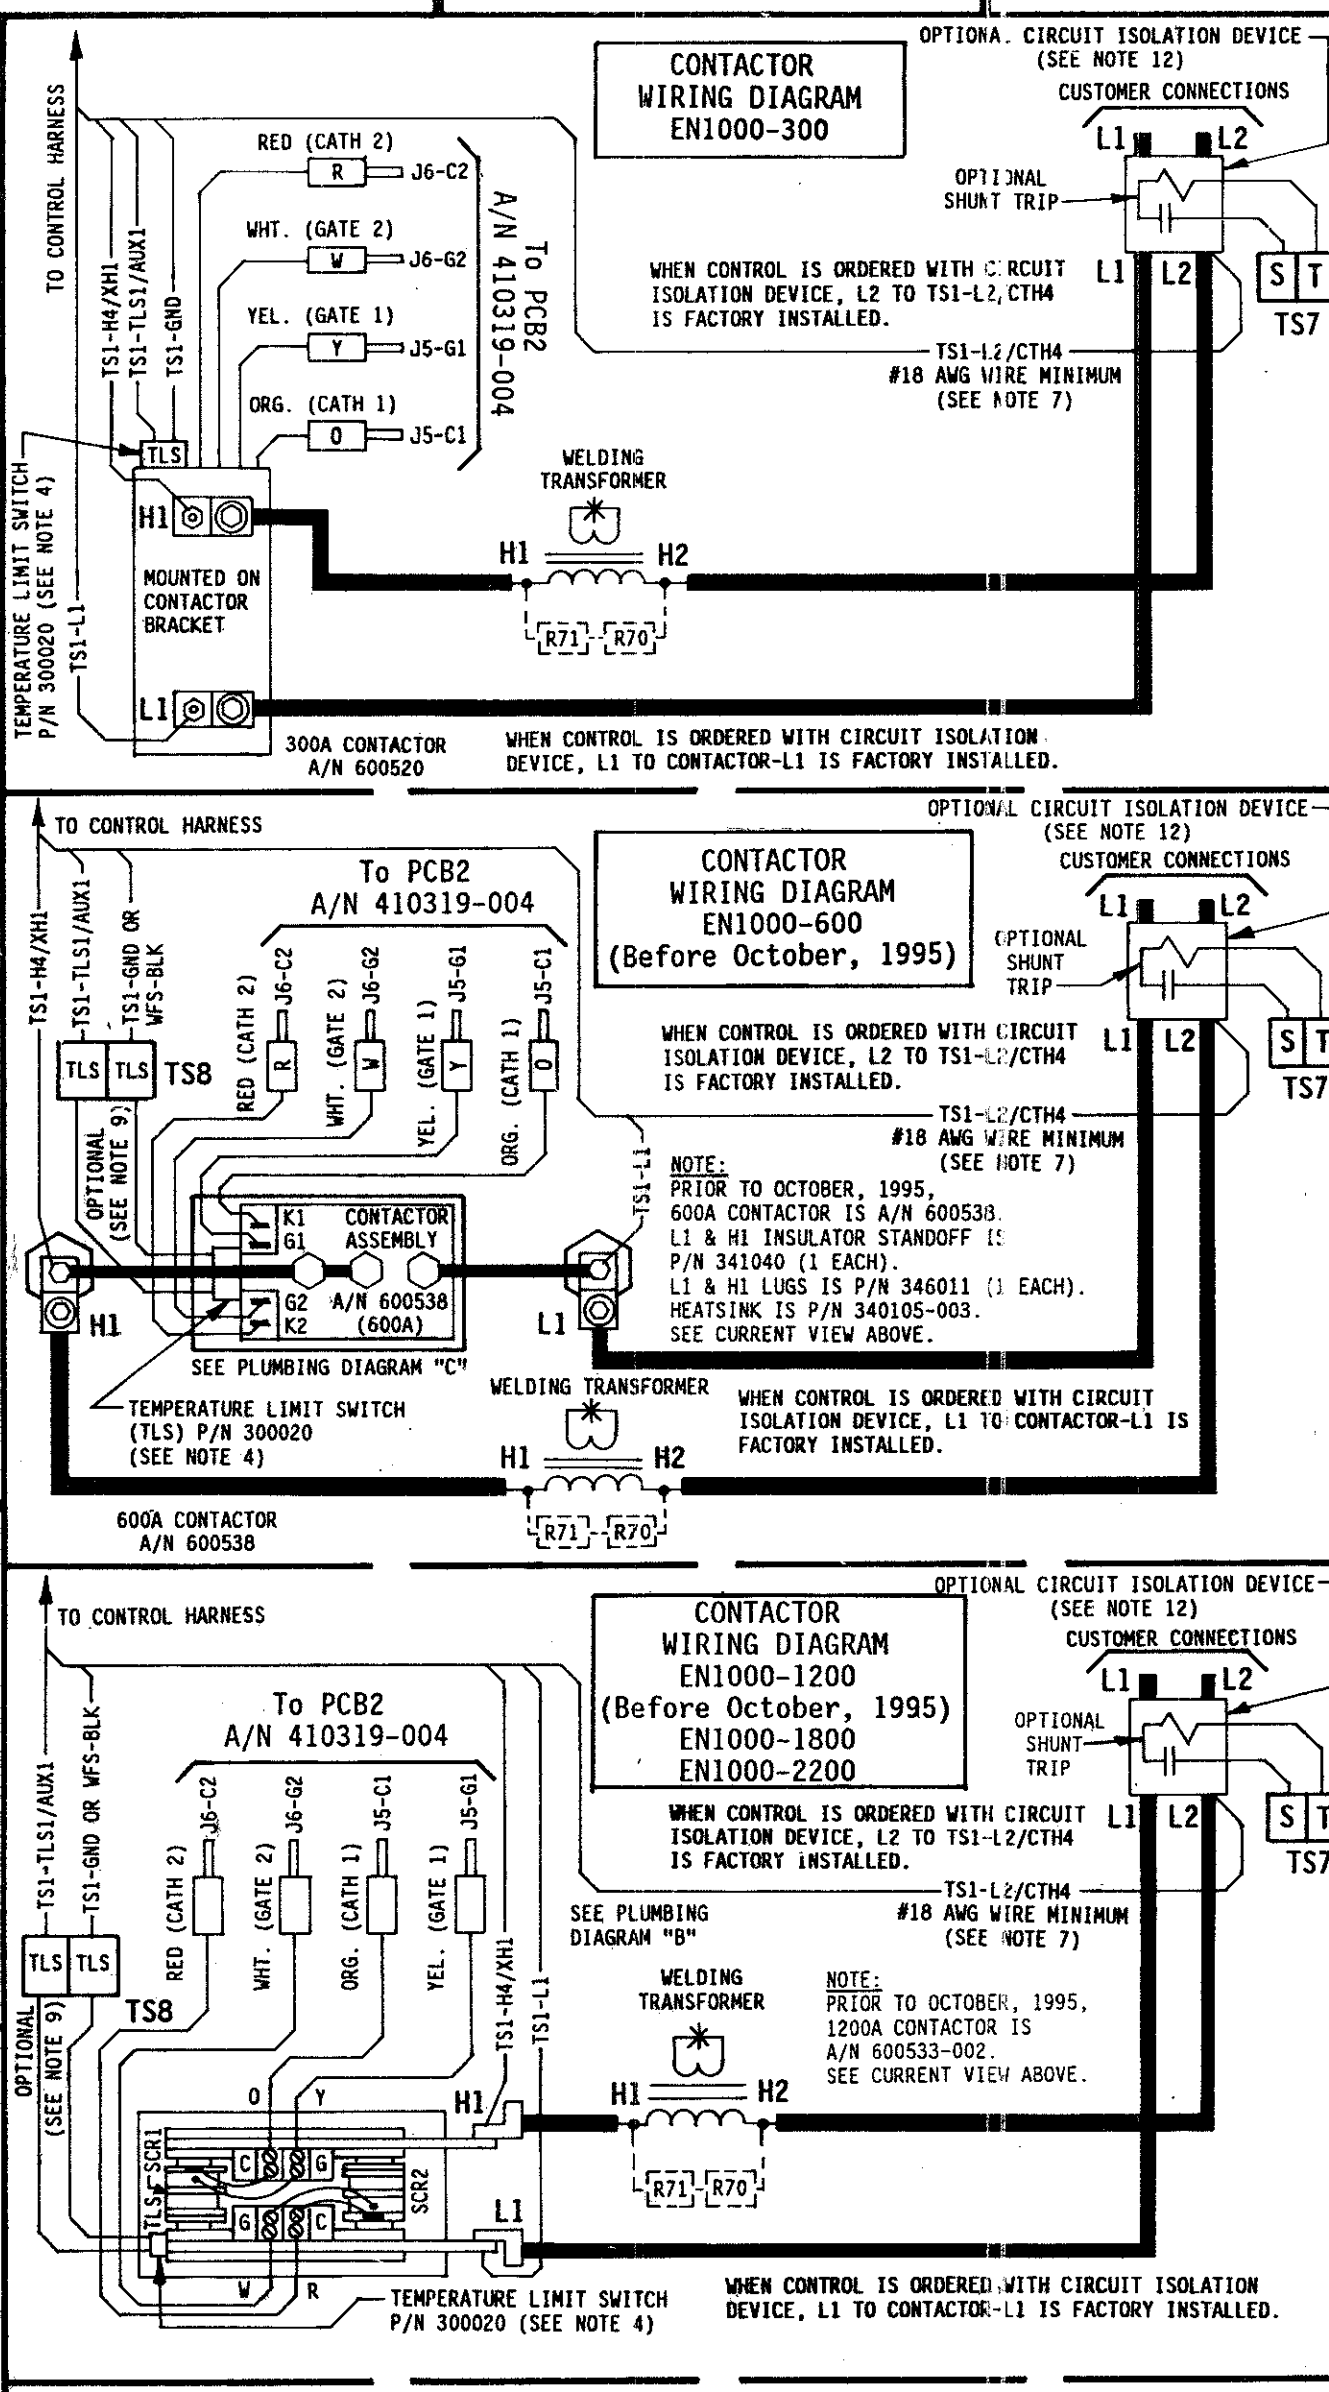 OPTIONA. CIRCUIT ISOLATION DEVICE
(SEE NOTE 12)
CUSTOMER CONNECTIONS
CONTACTOR
WIRING DIAGRAM
EN1000-300
L1 L2
OPTIONAL
SHUNT TRIP
TO CONTROL HARNESS
TS1-H4/XH1
TS1-TLS1/AUX1
TS1-GND
RED (CATH 2)
R J6-C2
WHT. (GATE 2)
W J6-G2
YEL. (GATE 1)
Y J5-G1
ORG. (CATH 1)
O J5-C1
To PCB2
A/N 410319-004
WHEN CONTROL IS ORDERED WITH CIRCUIT
ISOLATION DEVICE, L2 TO TS1-L2/CTH4
IS FACTORY INSTALLED.
L1 L2
S T
TS7
TS1-L2/CTH4
#18 AWG WIRE MINIMUM
(SEE NOTE 7)
TLS
TEMPERATURE LIMIT SWITCH
P/N 300020 (SEE NOTE 4)
TS1-L1
H1
MOUNTED ON
CONTACTOR
BRACKET
L1
WELDING
TRANSFORMER
H1 H2
R71 R70
300A CONTACTOR
A/N 600520
WHEN CONTROL IS ORDERED WITH CIRCUIT ISOLATION
DEVICE, L1 TO CONTACTOR-L1 IS FACTORY INSTALLED.
TO CONTROL HARNESS
OPTIONAL CIRCUIT ISOLATION DEVICE
(SEE NOTE 12)
CUSTOMER CONNECTIONS
CONTACTOR
WIRING DIAGRAM
EN1000-600
(Before October, 1995)
L1 L2
OPTIONAL
SHUNT
TRIP
To PCB2
A/N 410319-004
TS1-H4/XH1
TS1-TLS1/AUX1
TS1-GND OR
WFS-BLK
TLS TLS TS8
RED (CATH 2)
R J6-C2
WHT. (GATE 2)
W J6-G2
YEL. (GATE 1)
Y J5-G1
ORG. (CATH 1)
O J5-C1
WHEN CONTROL IS ORDERED WITH CIRCUIT
ISOLATION DEVICE, L2 TO TS1-L2/CTH4
IS FACTORY INSTALLED.
L1 L2
S T
TS7
TS1-L2/CTH4
#18 AWG WIRE MINIMUM
(SEE NOTE 7)
OPTIONAL
(SEE NOTE 9)
TS1-L1
NOTE:
PRIOR TO OCTOBER, 1995,
600A CONTACTOR IS A/N 600538.
L1 & H1 INSULATOR STANDOFF IS
P/N 341040 (1 EACH).
L1 & H1 LUGS IS P/N 346011 (1 EACH).
HEATSINK IS P/N 340105-003.
SEE CURRENT VIEW ABOVE.
K1 CONTACTOR
G1 ASSEMBLY
G2 A/N 600538
K2 (600A)
H1
L1
SEE PLUMBING DIAGRAM "C"
TEMPERATURE LIMIT SWITCH
(TLS) P/N 300020
(SEE NOTE 4)
WELDING TRANSFORMER
H1 H2
R71 R70
WHEN CONTROL IS ORDERED WITH CIRCUIT
ISOLATION DEVICE, L1 TO CONTACTOR-L1 IS
FACTORY INSTALLED.
600A CONTACTOR
A/N 600538
TO CONTROL HARNESS
OPTIONAL CIRCUIT ISOLATION DEVICE
(SEE NOTE 12)
CUSTOMER CONNECTIONS
CONTACTOR
WIRING DIAGRAM
EN1000-1200
(Before October, 1995)
EN1000-1800
EN1000-2200
L1 L2
OPTIONAL
SHUNT
TRIP
To PCB2
A/N 410319-004
TS1-TLS1/AUX1
TS1-GND OR WFS-BLK
RED (CATH 2)
J6-C2
WHT. (GATE 2)
J6-G2
ORG. (CATH 1)
J5-C1
YEL. (GATE 1)
J5-G1
TS1-H4/XH1
TS1-L1
WHEN CONTROL IS ORDERED WITH CIRCUIT
ISOLATION DEVICE, L2 TO TS1-L2/CTH4
IS FACTORY INSTALLED.
L1 L2
S T
TS7
TS1-L2/CTH4
#18 AWG WIRE MINIMUM
(SEE NOTE 7)
SEE PLUMBING
DIAGRAM "B"
TLS TLS
TS8
OPTIONAL
(SEE NOTE 9)
WELDING
TRANSFORMER
H1 H2
R71 R70
NOTE:
PRIOR TO OCTOBER, 1995,
1200A CONTACTOR IS
A/N 600533-002.
SEE CURRENT VIEW ABOVE.
O Y
H1
SCR1
TLS
C G
G C
SCR2
L1
W R
TEMPERATURE LIMIT SWITCH
P/N 300020 (SEE NOTE 4)
WHEN CONTROL IS ORDERED WITH CIRCUIT ISOLATION
DEVICE, L1 TO CONTACTOR-L1 IS FACTORY INSTALLED.